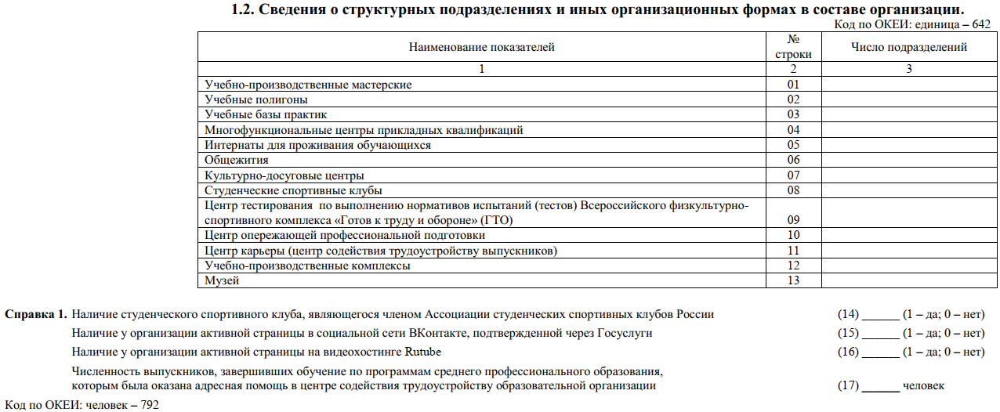 1.2. Сведения о структурных подразделениях и иных организационных формах в составе организации.
Код по ОКЕИ: единица – 642
Наименование показателей № строки Число подразделений
1 2 3
Учебно-производственные мастерские 01
Учебные полигоны 02
Учебные базы практик 03
Многофункциональные центры прикладных квалификаций 04
Интернаты для проживания обучающихся 05
Общежития 06
Культурно-досуговые центры 07
Студенческие спортивные клубы 08
Центр тестирования по выполнению нормативов испытаний (тестов) Всероссийского физкультурно-
спортивного комплекса «Готов к труду и обороне» (ГТО) 09
Центр опережающей профессиональной подготовки 10
Центр карьеры (центр содействия трудоустройству выпускников) 11
Учебно-производственные комплексы 12
Музей 13
Справка 1. Наличие студенческого спортивного клуба, являющегося членом Ассоциации студенческих спортивных клубов России (14) ______ (1 – да; 0 – нет)
Наличие у организации активной страницы в социальной сети ВКонтакте, подтвержденной через Госуслуги (15) ______ (1 – да; 0 – нет)
Наличие у организации активной страницы на видеохостинге Rutube (16) ______ (1 – да; 0 – нет)
Численность выпускников, завершивших обучение по программам среднего профессионального образования,
которым была оказана адресная помощь в центре содействия трудоустройству образовательной организации (17) ______ человек
Код по ОКЕИ: человек – 792